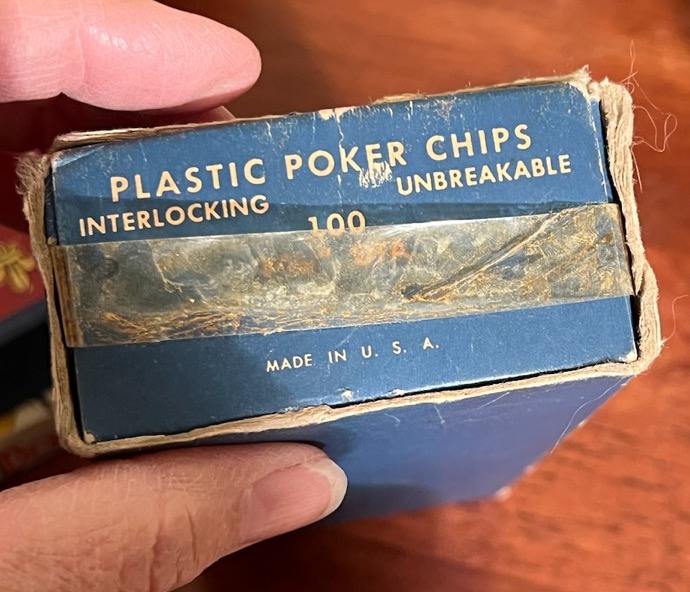 PLASTIC POKER CHIPS
INTERLOCKING 100 UNBREAKABLE
MADE IN U. S. A.